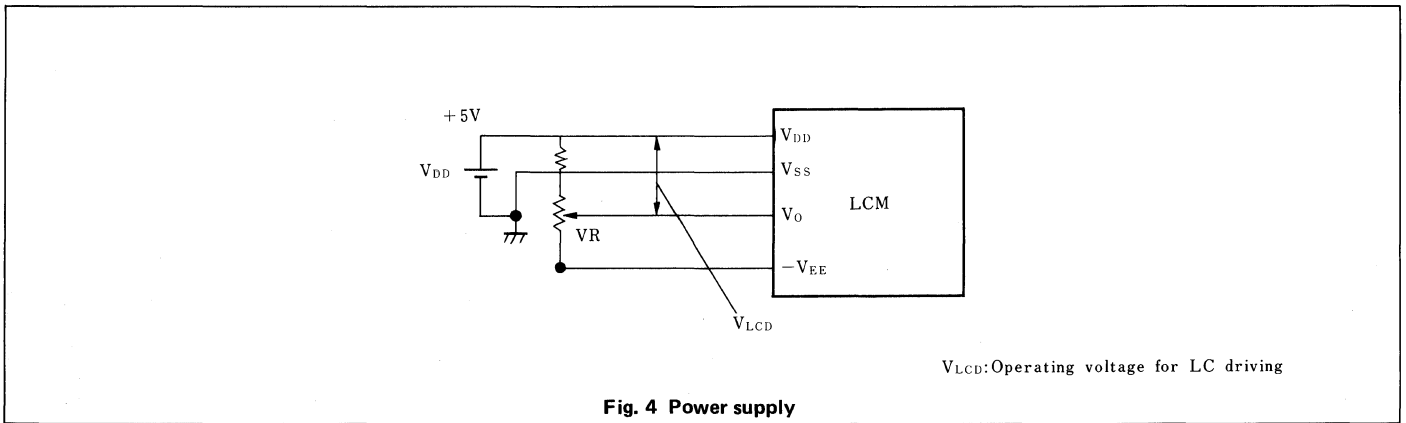 +5V
VDD
VDD
VSS
VO
-VEE
LCM
VR
VLCD
VLCD:Operating voltage for LC driving
Fig. 4 Power supply